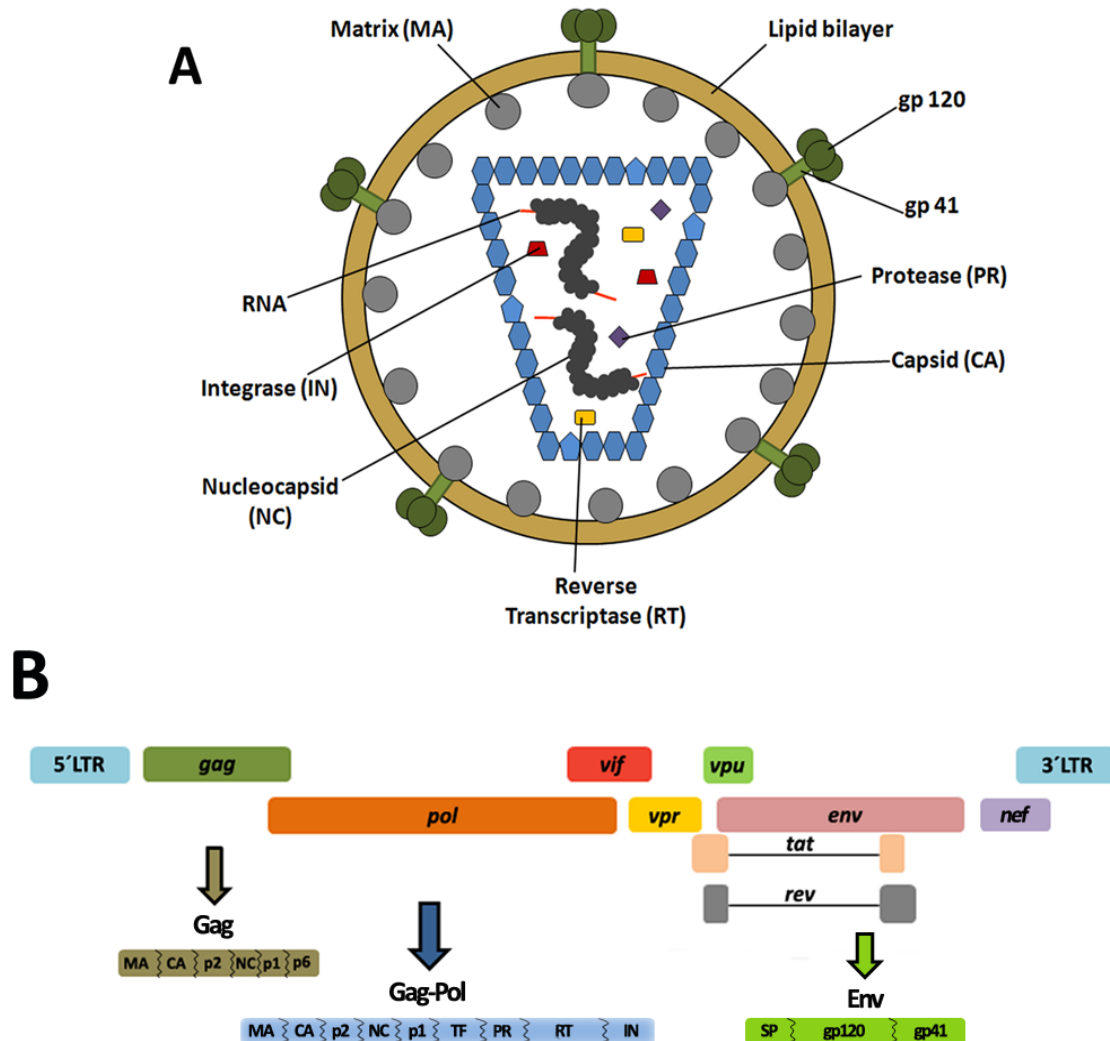 A
Matrix (MA)
Lipid bilayer
gp 120
gp 41
RNA
Protease (PR)
Integrase (IN)
Capsid (CA)
Nucleocapsid
(NC)
Reverse
Transcriptase (RT)
B
5´LTR gag vif vpu 3´LTR
pol vpr env nef
tat
rev
Gag
MA CA p2 NC p1 p6
Gag-Pol
MA CA p2 NC p1 TF PR RT IN
Env
SP gp120 gp41